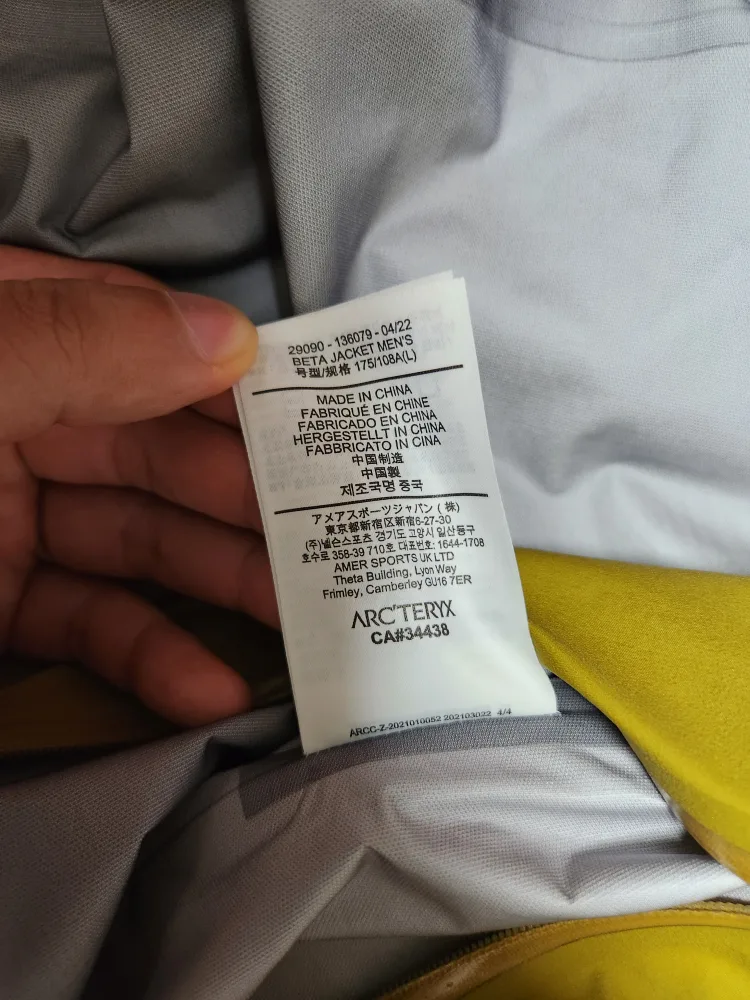 29090 - 136079 - 04/22
BETA JACKET MEN'S
号型/规格 175/108A(L)
MADE IN CHINA
FABRIQUÉ EN CHINE
FABRICADO EN CHINA
HERGESTELLT IN CHINA
FABBRICATO IN CINA
中国制造
中国製
제조국명 중국
アメアスポーツジャパン ( 株)
東京都新宿区新宿6-27-30
(주)넬슨스포츠 경기도 고양시 일산동구
호수로 358-39 710호 대표번호: 1644-1708
AMER SPORTS UK LTD
Theta Building, Lyon Way
Frimley, Camberley GU16 7ER
ARC'TERYX
CA#34438
ARCC-Z-2021010052 202103022 4/4